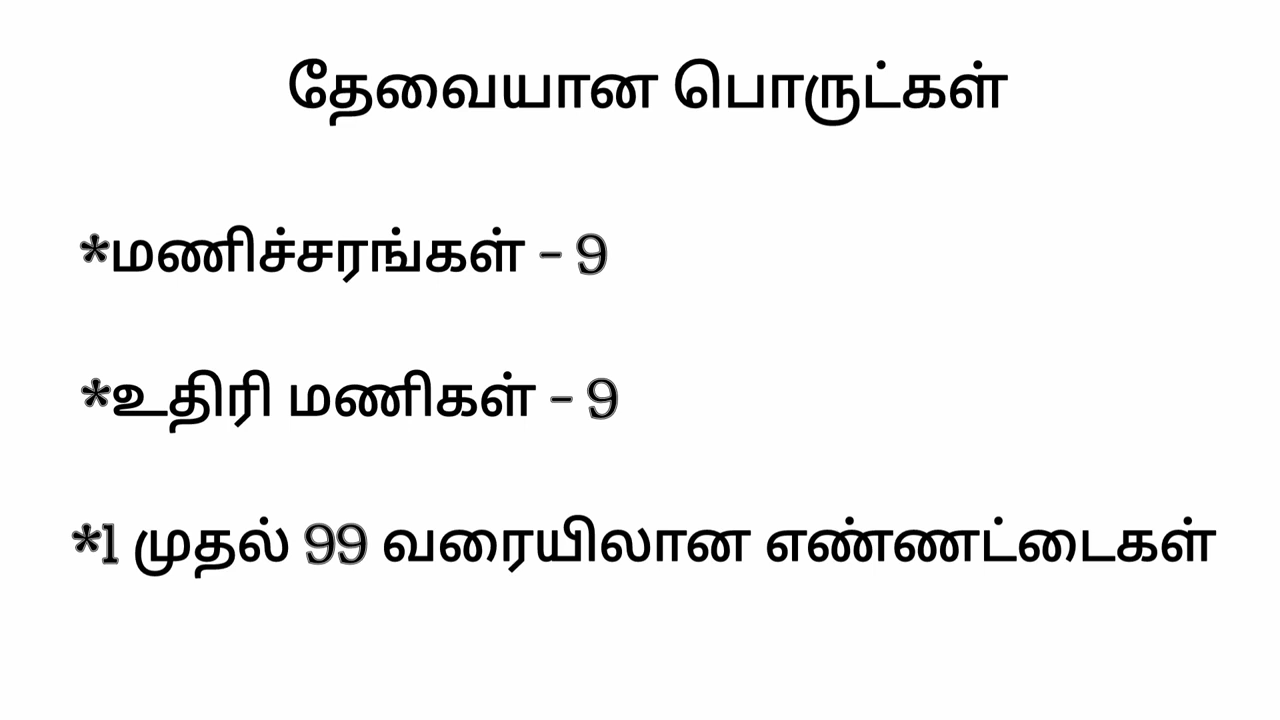 தேவையான பொருட்கள்
*மணிச்சரங்கள் - 9
*உதிரி மணிகள் - 9
*1 முதல் 99 வரையிலான எண்ணட்டைகள்